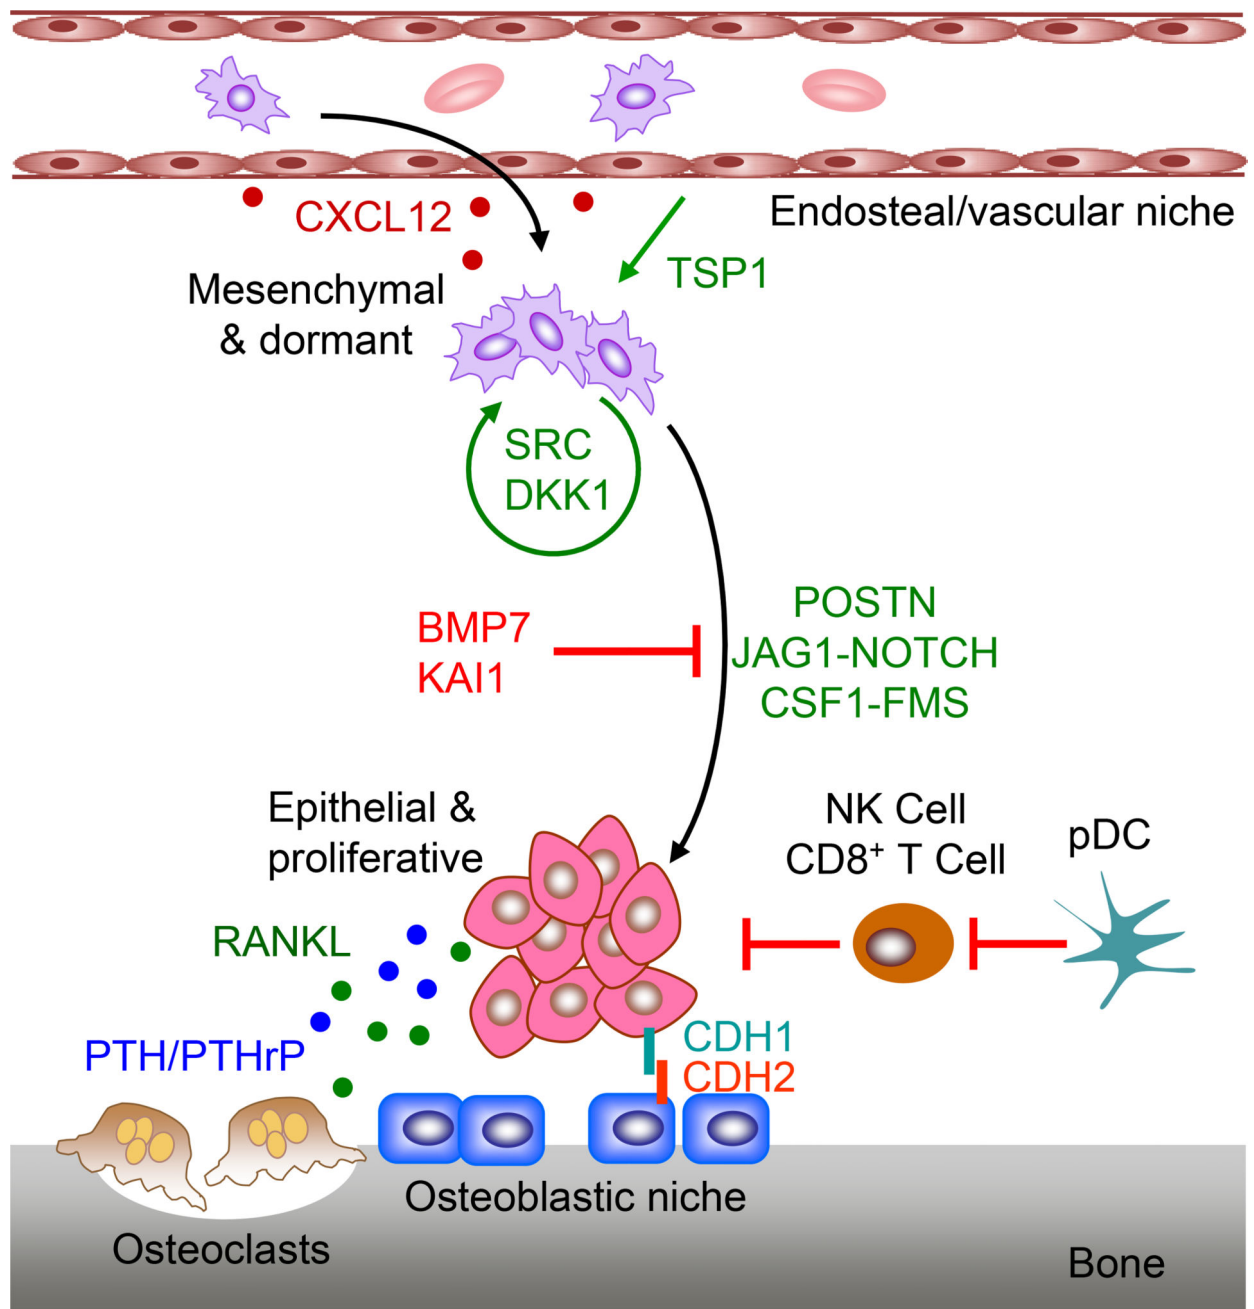 CXCL12
Endosteal/vascular niche
TSP1
Mesenchymal
& dormant
SRC
DKK1
BMP7
KAI1
POSTN
JAG1-NOTCH
CSF1-FMS
Epithelial &
proliferative
NK Cell
CD8⁺ T Cell
pDC
RANKL
PTH/PTHrP
CDH1
CDH2
Osteoblastic niche
Osteoclasts
Bone